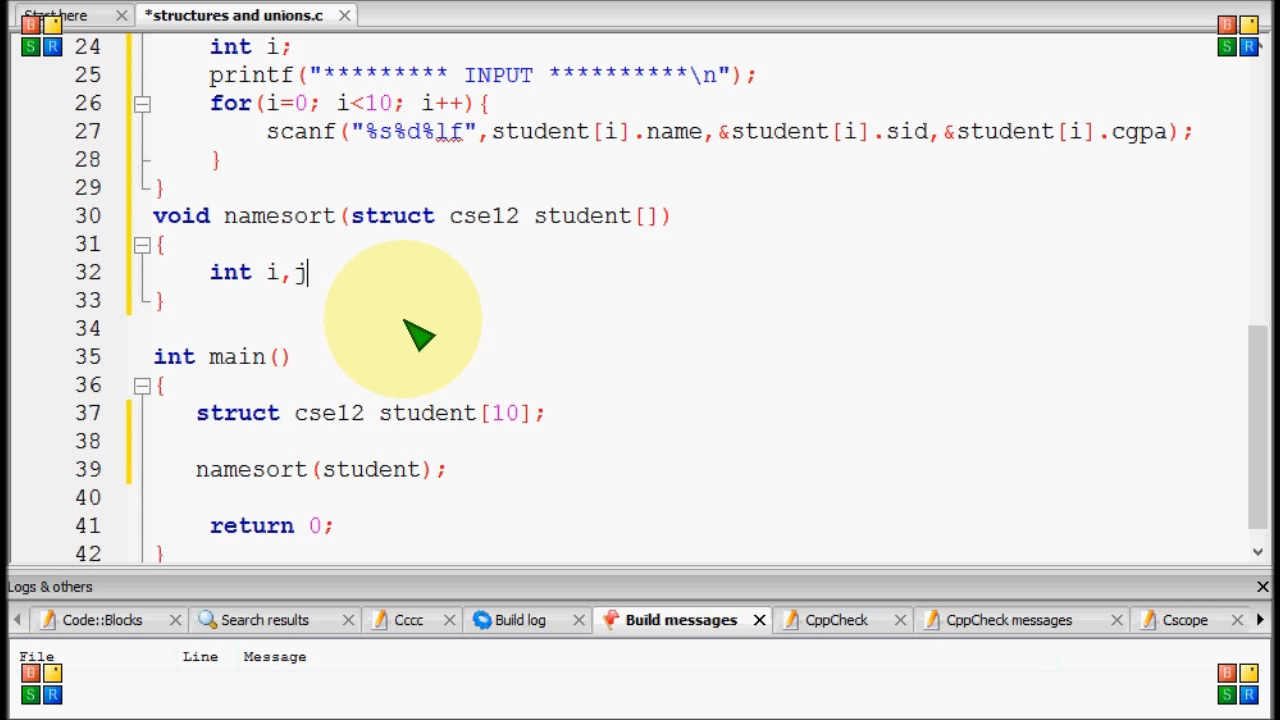 Start here
*structures and unions.c
24 int i;
25 printf("********* INPUT **********\n");
26 for(i=0; i<10; i++){
27 scanf("%s%d%lf",student[i].name,&student[i].sid,&student[i].cgpa);
28 }
29 }
30 void namesort(struct cse12 student[])
31 {
32 int i,j
33 }
34
35 int main()
36 {
37 struct cse12 student[10];
38
39 namesort(student);
40
41 return 0;
42 }
Logs & others
Code::Blocks Search results Cccc Build log Build messages CppCheck CppCheck messages Cscope
File Line Message
B S R
B S R
B S R
B S R